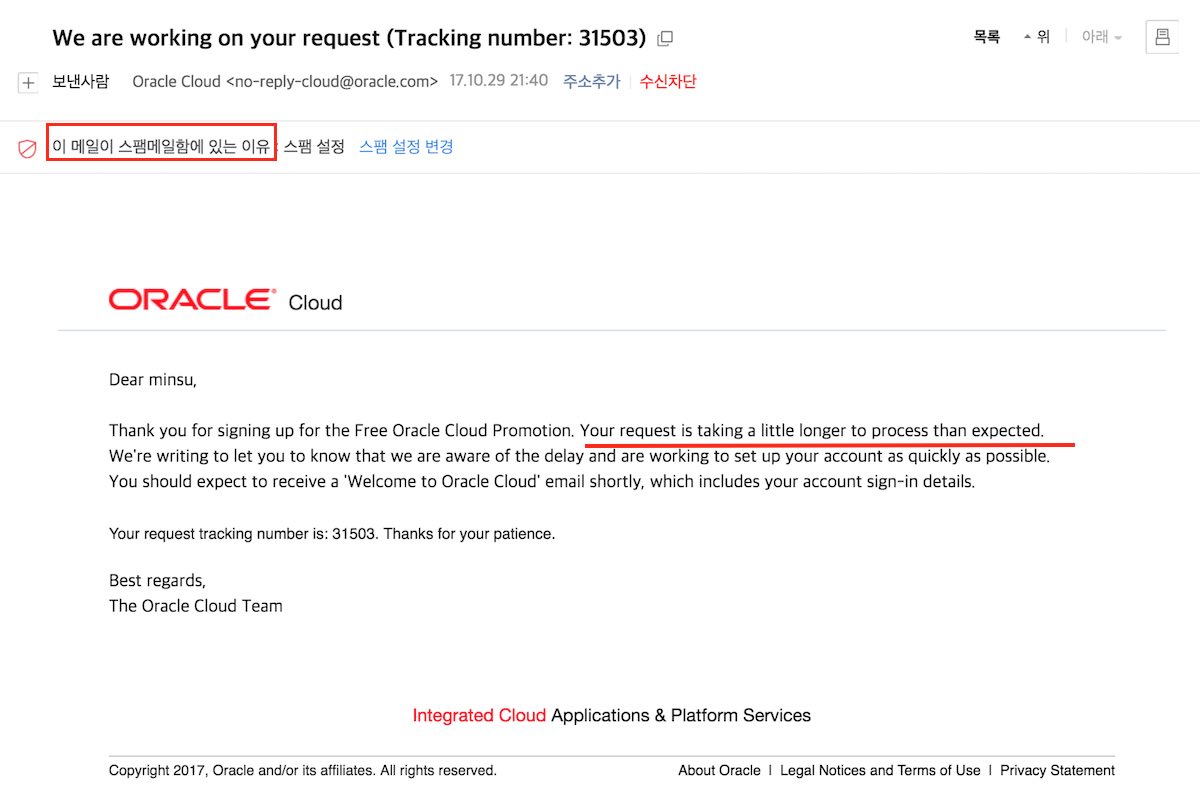 We are working on your request (Tracking number: 31503)
목록 위 아래
보낸사람 Oracle Cloud <no-reply-cloud@oracle.com> 17.10.29 21:40 주소추가 수신차단
이 메일이 스팸메일함에 있는 이유 : 스팸 설정 스팸 설정 변경
ORACLE® Cloud
Dear minsu,
Thank you for signing up for the Free Oracle Cloud Promotion. Your request is taking a little longer to process than expected.
We're writing to let you to know that we are aware of the delay and are working to set up your account as quickly as possible.
You should expect to receive a 'Welcome to Oracle Cloud' email shortly, which includes your account sign-in details.
Your request tracking number is: 31503. Thanks for your patience.
Best regards,
The Oracle Cloud Team
Integrated Cloud Applications & Platform Services
Copyright 2017, Oracle and/or its affiliates. All rights reserved. About Oracle | Legal Notices and Terms of Use | Privacy Statement